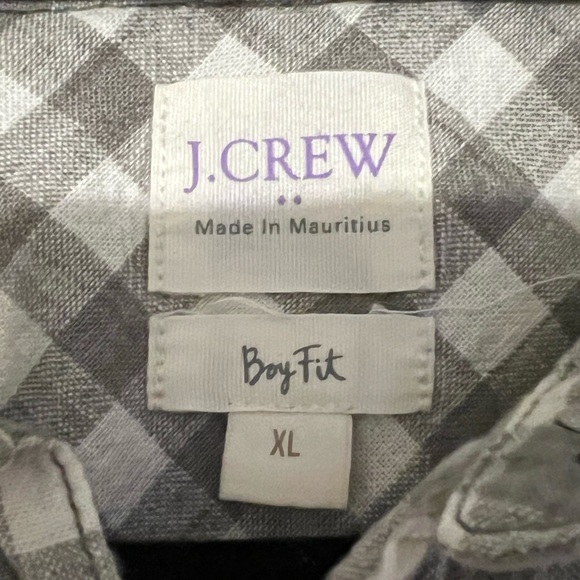 J.CREW
Made In Mauritius
Boy Fit
XL